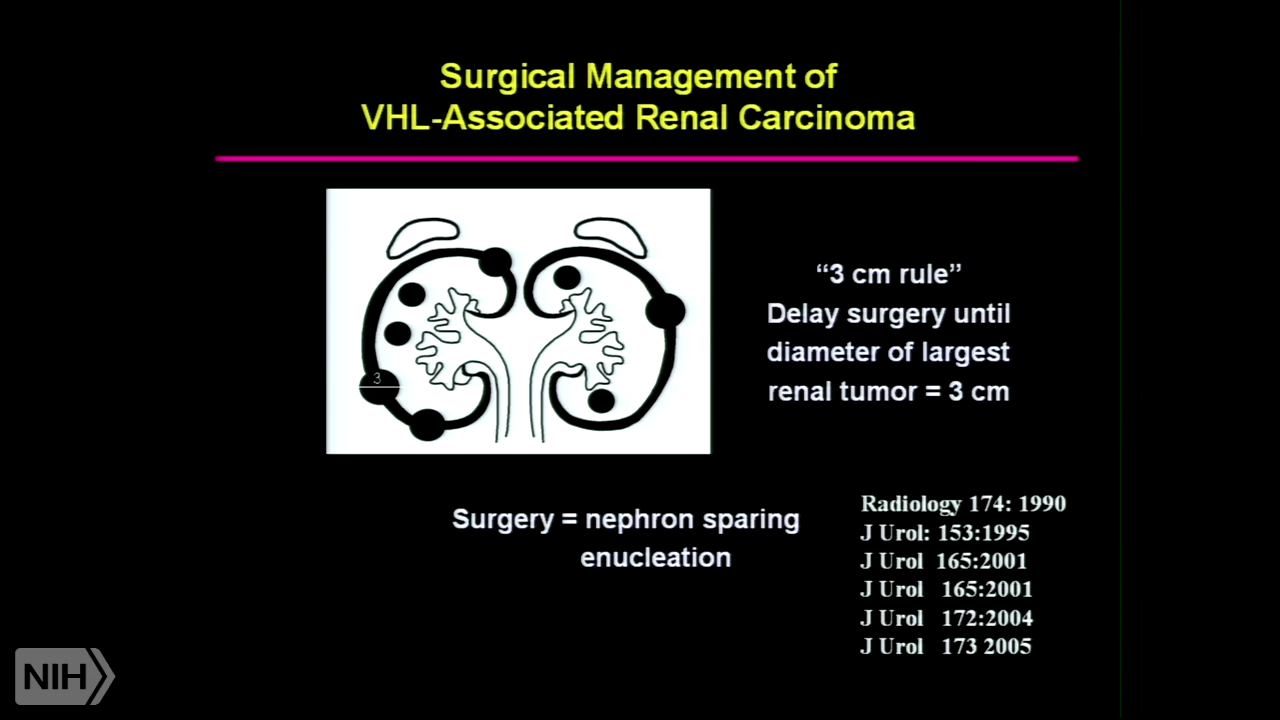 Surgical Management of
VHL-Associated Renal Carcinoma
3
“3 cm rule”
Delay surgery until
diameter of largest
renal tumor = 3 cm
Surgery = nephron sparing
enucleation
Radiology 174: 1990
J Urol: 153:1995
J Urol 165:2001
J Urol 165:2001
J Urol 172:2004
J Urol 173 2005
NIH